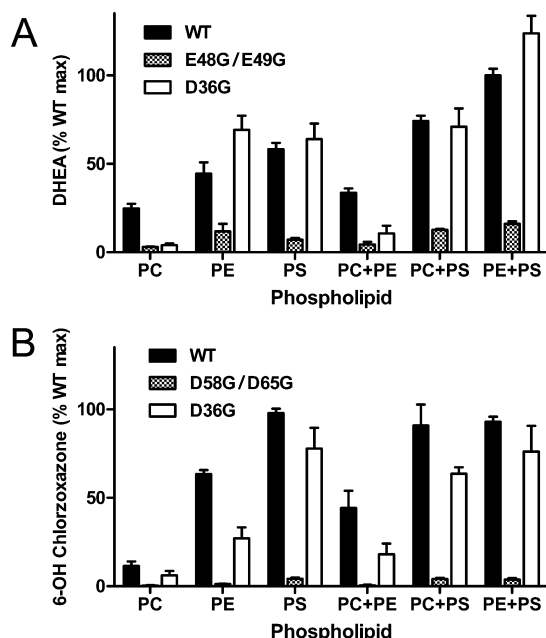 A
WT
E48G/E49G
D36G
DHEA (% WT max)
100
50
0
PC PE PS PC+PE PC+PS PE+PS
Phospholipid
B
WT
D58G/D65G
D36G
6-OH Chlorzoxazone (% WT max)
100
50
0
PC PE PS PC+PE PC+PS PE+PS
Phospholipid